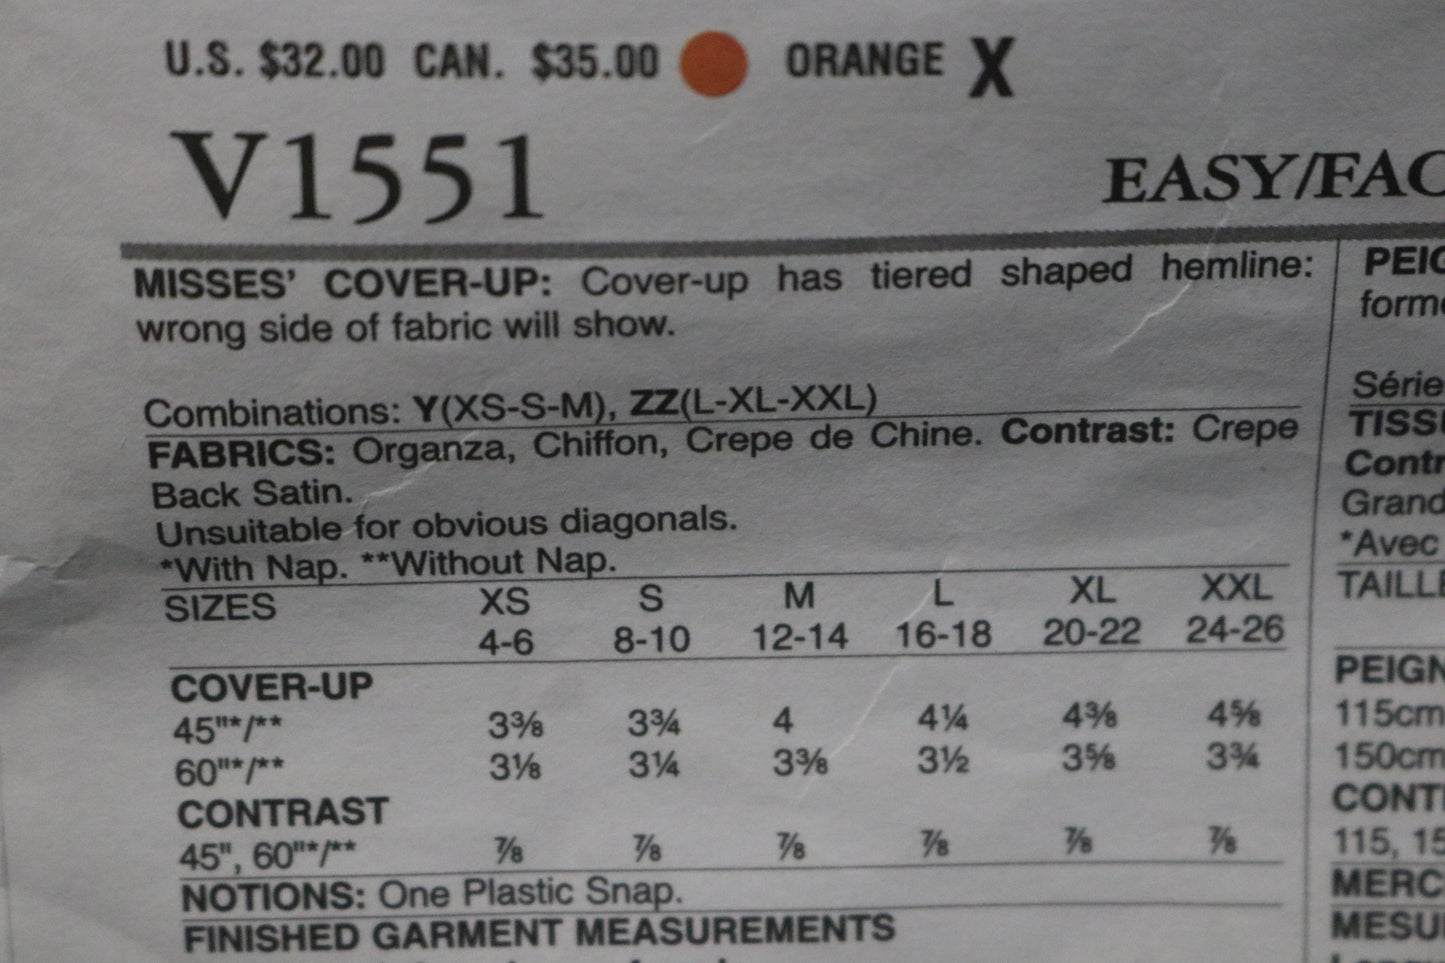 U.S. $32.00 CAN. $35.00 ORANGE X
V1551
EASY/FAC
MISSES' COVER-UP: Cover-up has tiered shaped hemline:
wrong side of fabric will show.
Combinations: Y(XS-S-M), ZZ(L-XL-XXL)
FABRICS: Organza, Chiffon, Crepe de Chine. Contrast: Crepe
Back Satin.
Unsuitable for obvious diagonals.
*With Nap. **Without Nap.
SIZES XS S M L XL XXL
4-6 8-10 12-14 16-18 20-22 24-26
COVER-UP
45"*/** 3⅜ 3¾ 4 4¼ 4⅜ 4⅝
60"*/** 3⅛ 3¼ 3⅜ 3½ 3⅝ 3¾
CONTRAST
45", 60"*/** ⅞ ⅞ ⅞ ⅞ ⅞ ⅞
NOTIONS: One Plastic Snap.
FINISHED GARMENT MEASUREMENTS
PEIG
forme
Série
TISSU
Contr
Grand
*Avec
TAILLE
PEIGN
115cm
150cm
CONT
115, 15
MERC
MESU